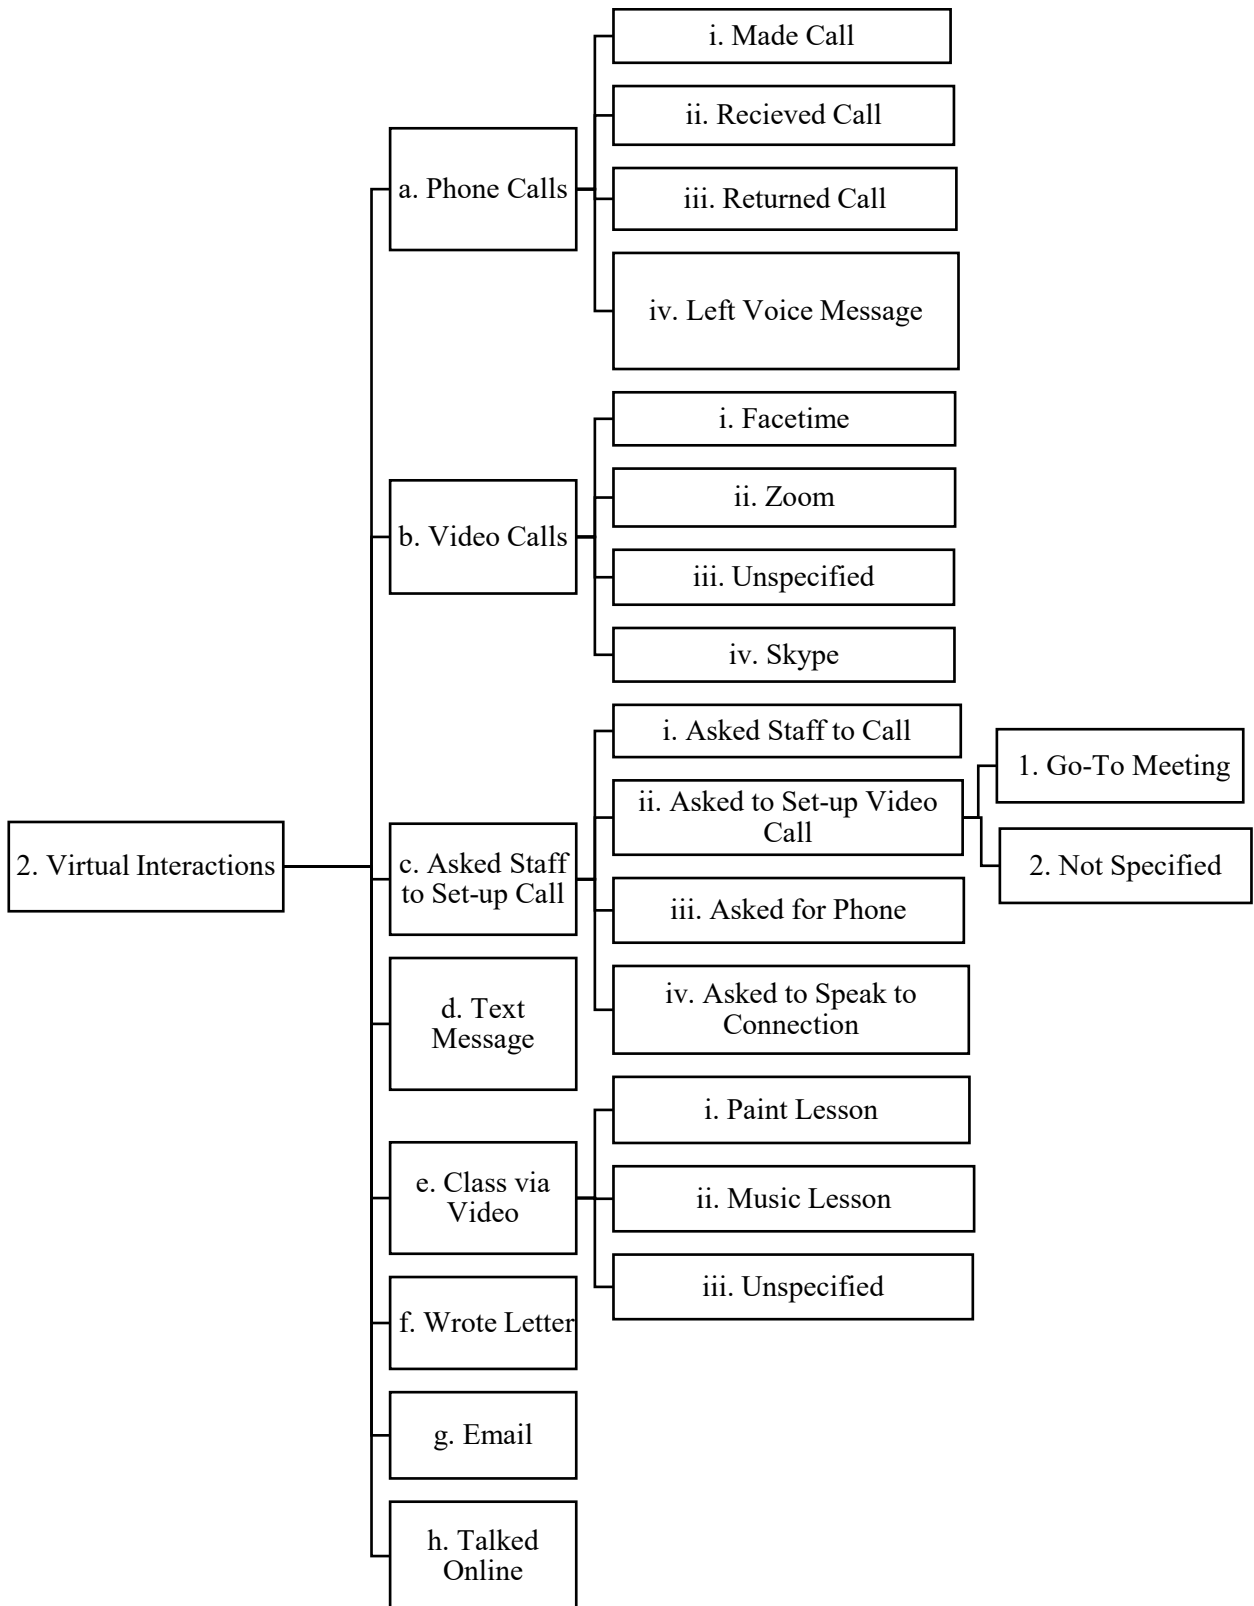 2. Virtual Interactions
a. Phone Calls
i. Made Call
ii. Recieved Call
iii. Returned Call
iv. Left Voice Message
b. Video Calls
i. Facetime
ii. Zoom
iii. Unspecified
iv. Skype
c. Asked Staff
to Set-up Call
i. Asked Staff to Call
ii. Asked to Set-up Video
Call
1. Go-To Meeting
2. Not Specified
iii. Asked for Phone
iv. Asked to Speak to
Connection
d. Text
Message
e. Class via
Video
i. Paint Lesson
ii. Music Lesson
iii. Unspecified
f. Wrote Letter
g. Email
h. Talked
Online